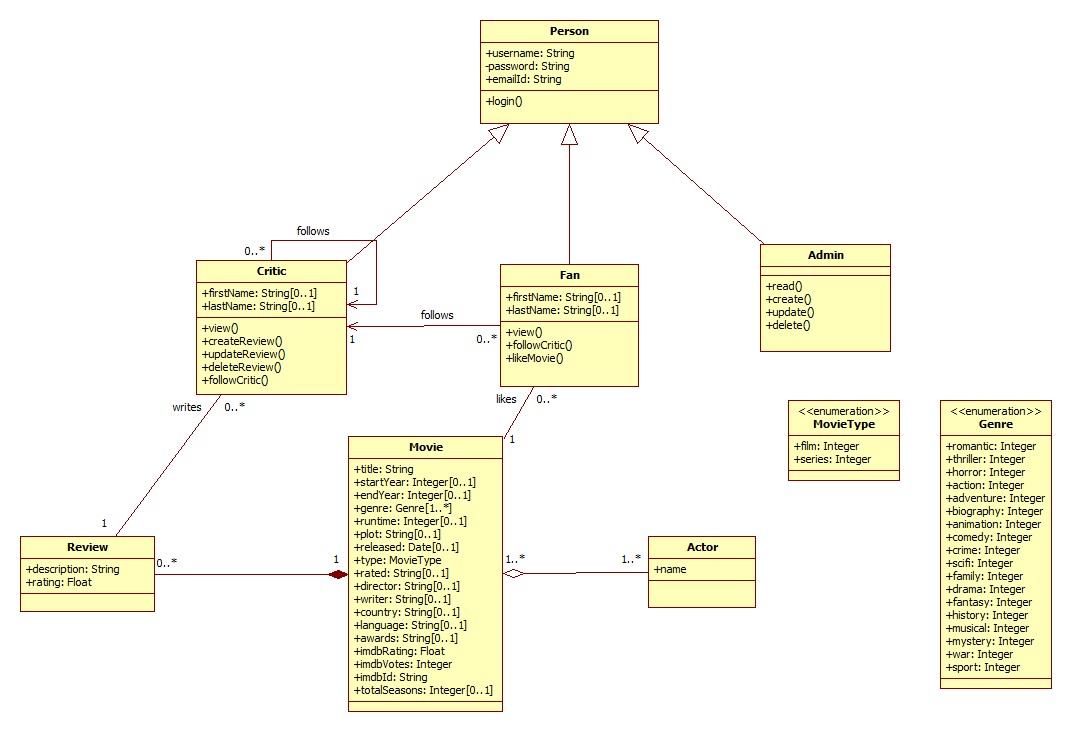 Person
+username: String
-password: String
+emailId: String
+login()
follows
0..*
1
Critic
+firstName: String[0..1]
+lastName: String[0..1]
+view()
+createReview()
+updateReview()
+deleteReview()
+followCritic()
follows
1
0..*
Fan
+firstName: String[0..1]
+lastName: String[0..1]
+view()
+followCritic()
+likeMovie()
Admin
+read()
+create()
+update()
+delete()
writes
0..*
1
likes
0..*
1
<<enumeration>>
MovieType
+film: Integer
+series: Integer
<<enumeration>>
Genre
+romantic: Integer
+thriller: Integer
+horror: Integer
+action: Integer
+adventure: Integer
+biography: Integer
+animation: Integer
+comedy: Integer
+crime: Integer
+scifi: Integer
+family: Integer
+drama: Integer
+fantasy: Integer
+history: Integer
+musical: Integer
+mystery: Integer
+war: Integer
+sport: Integer
Movie
+title: String
+startYear: Integer[0..1]
+endYear: Integer[0..1]
+genre: Genre[1..*]
+runtime: Integer[0..1]
+plot: String[0..1]
+released: Date[0..1]
+type: MovieType
+rated: String[0..1]
+director: String[0..1]
+writer: String[0..1]
+country: String[0..1]
+language: String[0..1]
+awards: String[0..1]
+imdbRating: Float
+imdbVotes: Integer
+imdbId: String
+totalSeasons: Integer[0..1]
Review
+description: String
+rating: Float
0..*
1
1..*
1..*
Actor
+name